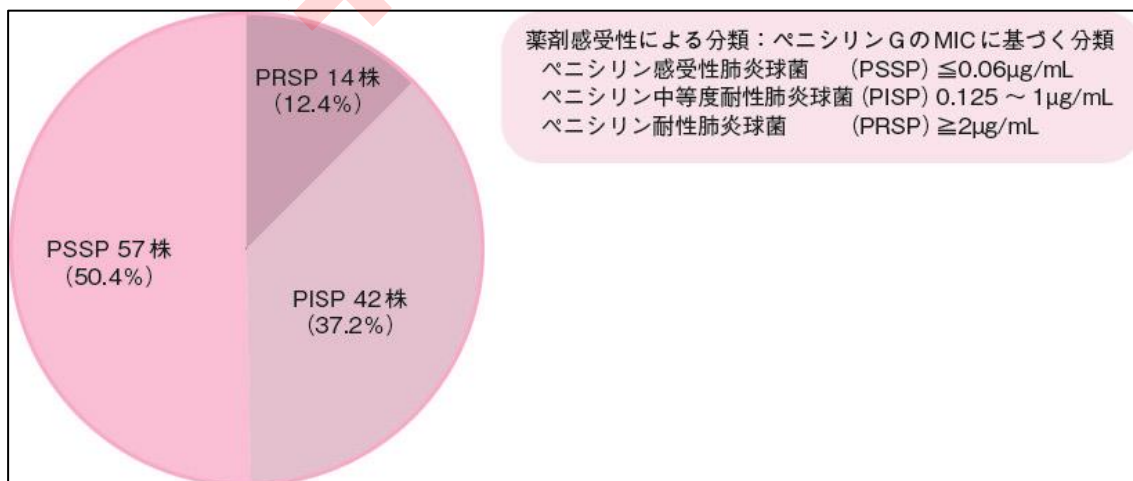 PRSP 14株
(12.4%)
PSSP 57株
(50.4%)
PISP 42株
(37.2%)
薬剤感受性による分類：ペニシリンGのMICに基づく分類
ペニシリン感受性肺炎球菌 (PSSP) ≦0.06μg/mL
ペニシリン中等度耐性肺炎球菌 (PISP) 0.125 ～ 1μg/mL
ペニシリン耐性肺炎球菌 (PRSP) ≧2μg/mL